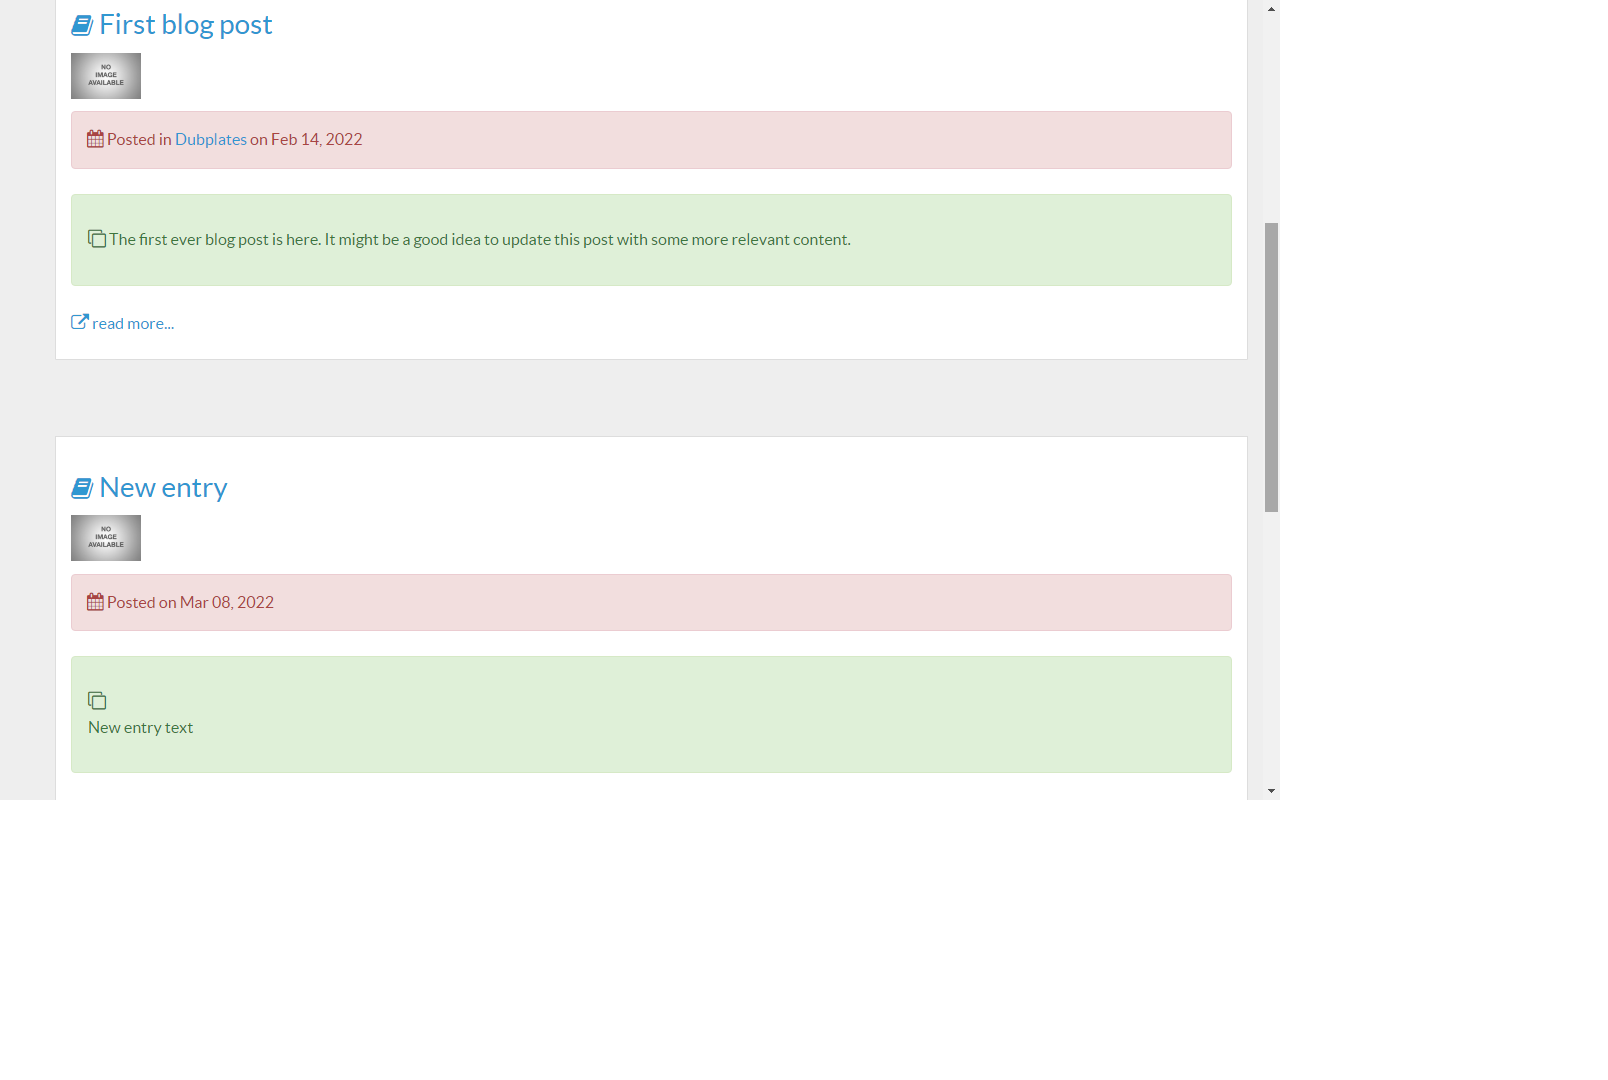 First blog post
NO
IMAGE
AVAILABLE
Posted in Dubplates on Feb 14, 2022
The first ever blog post is here. It might be a good idea to update this post with some more relevant content.
read more...
New entry
NO
IMAGE
AVAILABLE
Posted on Mar 08, 2022
New entry text